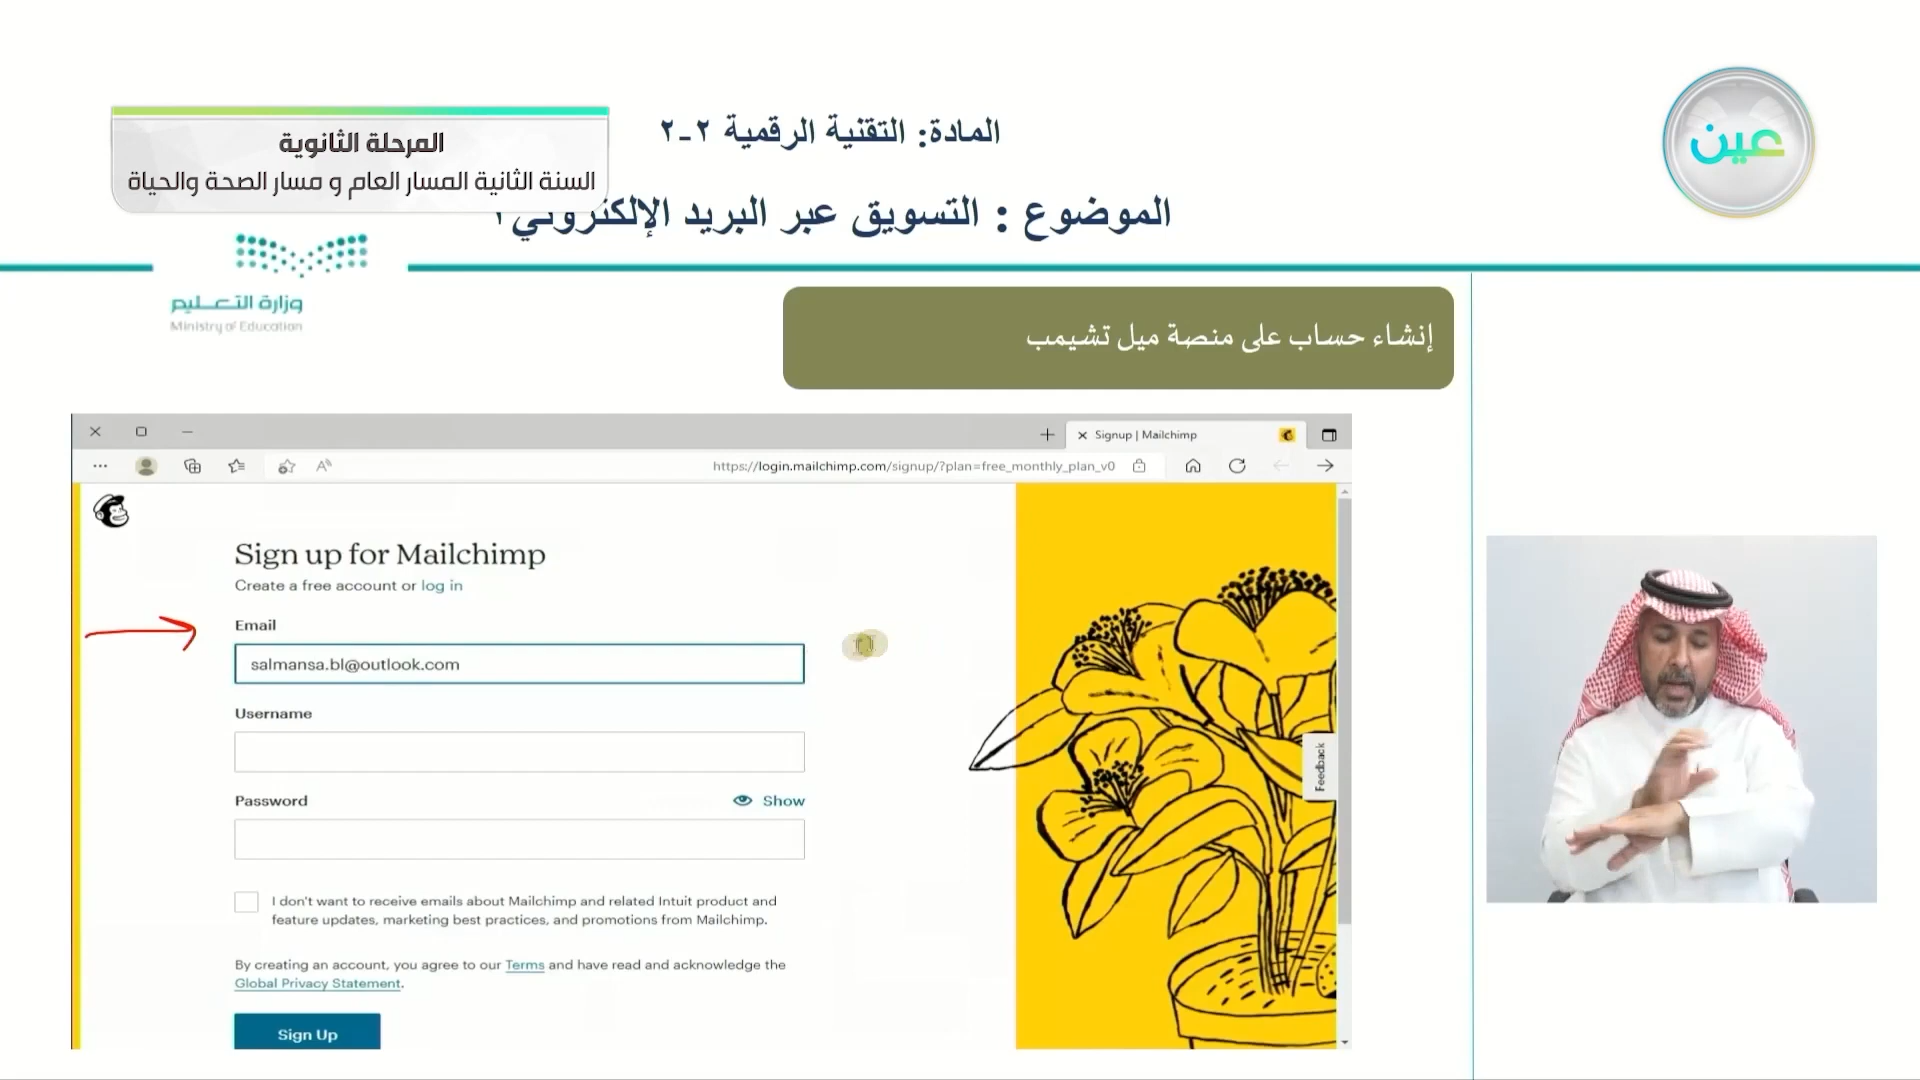 عين
المادة: التقنية الرقمية ٢-٢
المرحلة الثانوية
السنة الثانية المسار العام و مسار الصحة والحياة
الموضوع : التسويق عبر البريد الإلكتروني
وزارة التعليم
Ministry of Education
إنشاء حساب على منصة ميل تشيمب
Signup | Mailchimp
https://login.mailchimp.com/signup/?plan=free_monthly_plan_v0
Sign up for Mailchimp
Create a free account or log in
Email
salmansa.bl@outlook.com
Username
Password
Show
I don't want to receive emails about Mailchimp and related Intuit product and
feature updates, marketing best practices, and promotions from Mailchimp.
By creating an account, you agree to our Terms and have read and acknowledge the
Global Privacy Statement.
Sign Up
Feedback